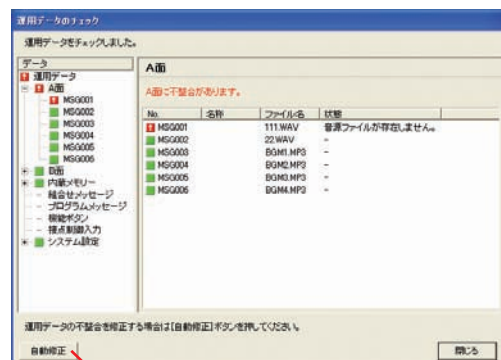 運用データのチェック
運用データをチェックしました。
データ
運用データ
A面
MSG001
MSG002
MSG003
MSG004
MSG005
MSG006
B面
内蔵メモリー
組合せメッセージ
プログラムメッセージ
機能ボタン
接点制御入力
システム設定
A面
A面に不整合があります。
No. 名称 ファイル名 状態
MSG001 111.WAV 音源ファイルが存在しません。
MSG002 22.WAV -
MSG003 BGM1.MP3 -
MSG004 BGM2.MP3 -
MSG005 BGM3.MP3 -
MSG006 BGM4.MP3 -
運用データの不整合を修正する場合は[自動修正]ボタンを押してください。
自動修正
閉じる